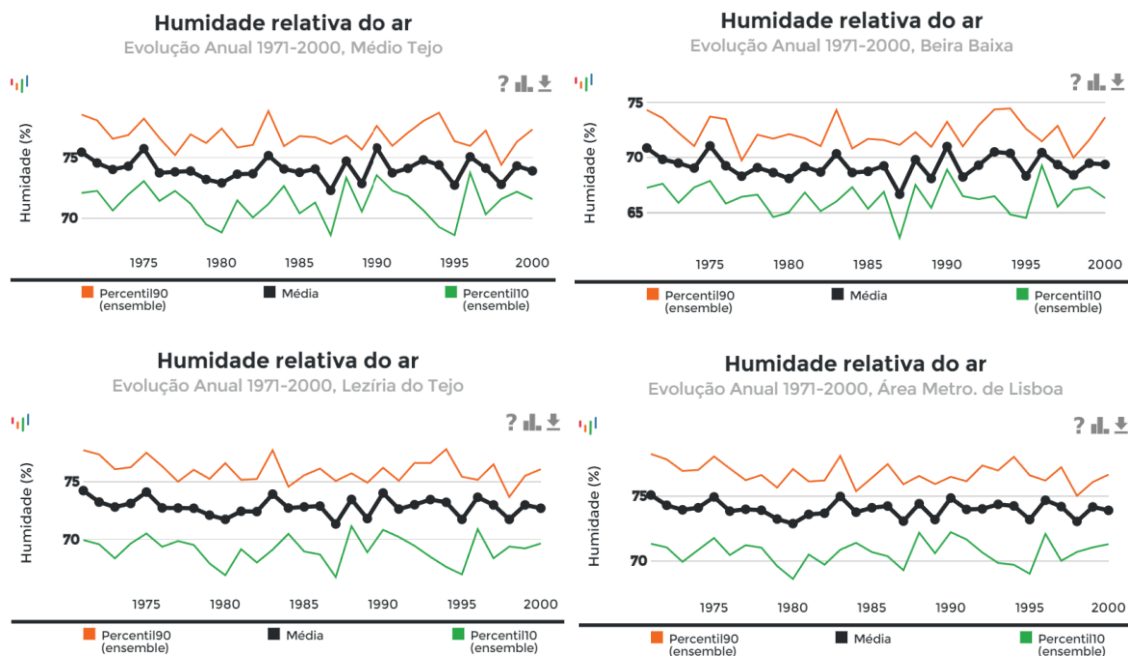 Humidade relativa do ar
Evolução Anual 1971-2000, Médio Tejo
?
Humidade (%)
75
70
1975 1980 1985 1990 1995 2000
Percentil90 (ensemble)
Média
Percentil10 (ensemble)
Humidade relativa do ar
Evolução Anual 1971-2000, Beira Baixa
?
Humidade (%)
75
70
65
1975 1980 1985 1990 1995 2000
Percentil90 (ensemble)
Média
Percentil10 (ensemble)
Humidade relativa do ar
Evolução Anual 1971-2000, Lezíria do Tejo
?
Humidade (%)
75
70
1975 1980 1985 1990 1995 2000
Percentil90 (ensemble)
Média
Percentil10 (ensemble)
Humidade relativa do ar
Evolução Anual 1971-2000, Área Metro. de Lisboa
?
Humidade (%)
75
70
1975 1980 1985 1990 1995 2000
Percentil90 (ensemble)
Média
Percentil10 (ensemble)